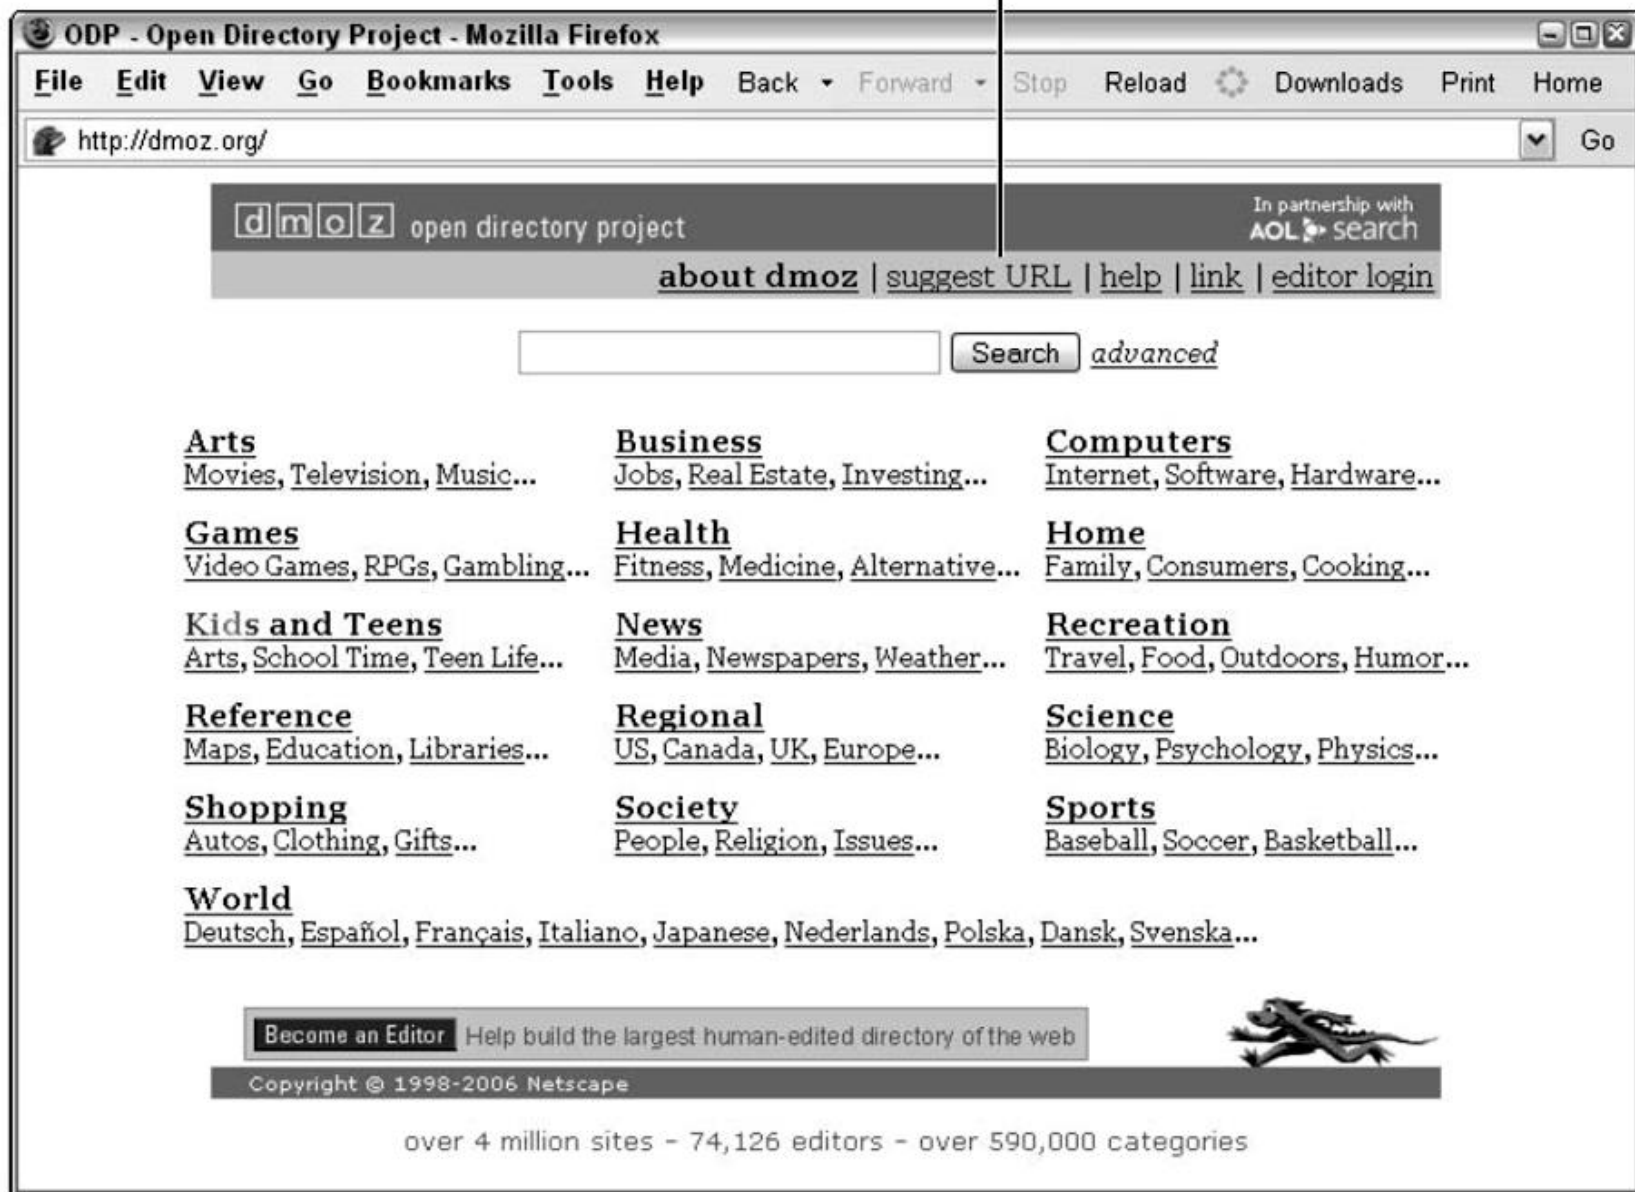 ODP - Open Directory Project - Mozilla Firefox
File Edit View Go Bookmarks Tools Help Back Forward Stop Reload Downloads Print Home
http://dmoz.org/ Go
dmoz open directory project
In partnership with
AOL search
about dmoz | suggest URL | help | link | editor login
Search advanced
Arts Business Computers
Movies, Television, Music... Jobs, Real Estate, Investing... Internet, Software, Hardware...
Games Health Home
Video Games, RPGs, Gambling... Fitness, Medicine, Alternative... Family, Consumers, Cooking...
Kids and Teens News Recreation
Arts, School Time, Teen Life... Media, Newspapers, Weather... Travel, Food, Outdoors, Humor...
Reference Regional Science
Maps, Education, Libraries... US, Canada, UK, Europe... Biology, Psychology, Physics...
Shopping Society Sports
Autos, Clothing, Gifts... People, Religion, Issues... Baseball, Soccer, Basketball...
World
Deutsch, Español, Français, Italiano, Japanese, Nederlands, Polska, Dansk, Svenska...
Become an Editor Help build the largest human-edited directory of the web
Copyright © 1998-2006 Netscape
over 4 million sites - 74,126 editors - over 590,000 categories